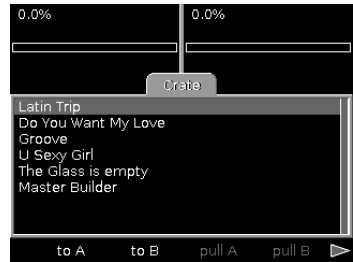 0.0% 0.0%
Crate
Latin Trip
Do You Want My Love
Groove
U Sexy Girl
The Glass is empty
Master Builder
to A to B pull A pull B